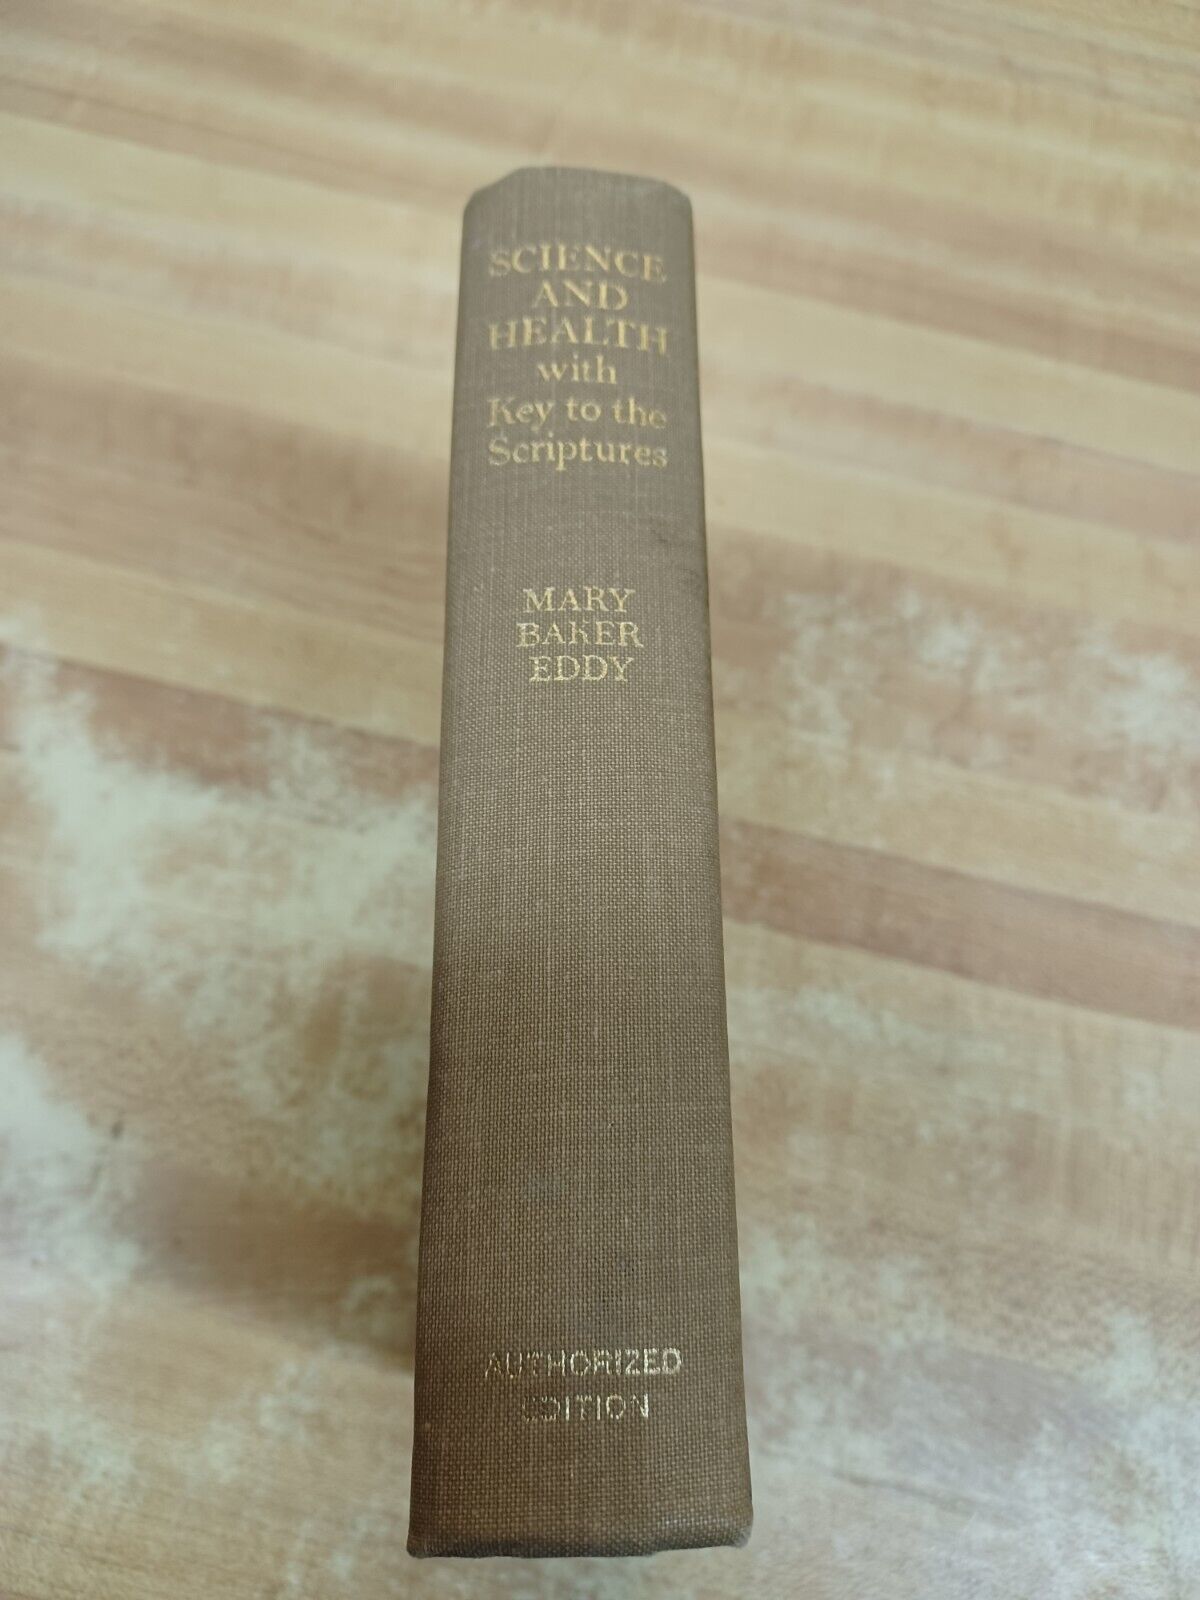 SCIENCE
AND
HEALTH
with
Key to the
Scriptures
MARY
BAKER
EDDY
AUTHORIZED
EDITION